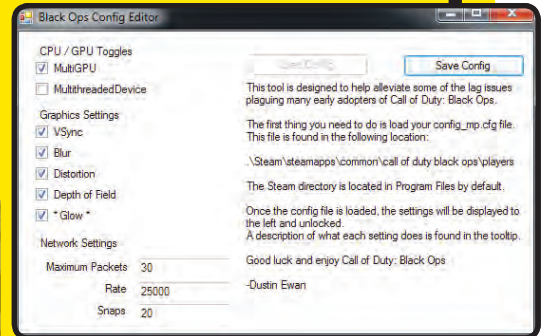 Black Ops Config Editor
CPU / GPU Toggles
MultiGPU
MultithreadedDevice
Graphics Settings
VSync
Blur
Distortion
Depth of Field
* Glow *
Network Settings
Maximum Packets 30
Rate 25000
Snaps 20
Load Config
Save Config
This tool is designed to help alleviate some of the lag issues
plaguing many early adopters of Call of Duty: Black Ops.
The first thing you need to do is load your config_mp.cfg file.
This file is found in the following location:
.\Steam\steamapps\common\call of duty black ops\players
The Steam directory is located in Program Files by default.
Once the config file is loaded, the settings will be displayed to
the left and unlocked.
A description of what each setting does is found in the tooltip.
Good luck and enjoy Call of Duty: Black Ops
-Dustin Ewan